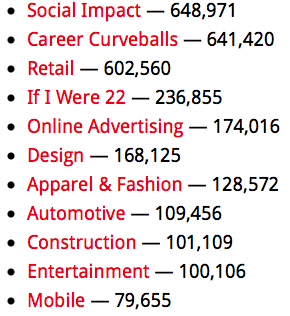 • Social Impact — 648,971
• Career Curveballs — 641,420
• Retail — 602,560
• If I Were 22 — 236,855
• Online Advertising — 174,016
• Design — 168,125
• Apparel & Fashion — 128,572
• Automotive — 109,456
• Construction — 101,109
• Entertainment — 100,106
• Mobile — 79,655